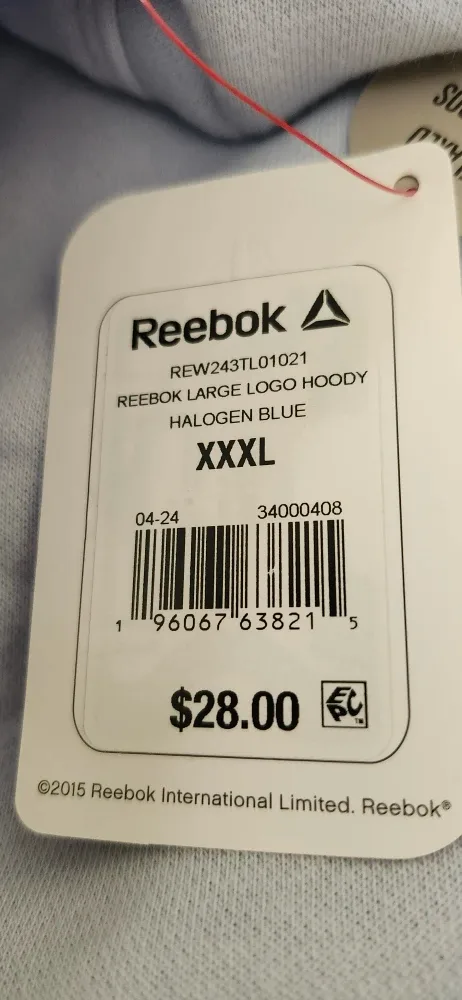 Reebok
REW243TL01021
REEBOK LARGE LOGO HOODY
HALOGEN BLUE
XXXL
04-24 34000408
1 96067 63821 5
$28.00
EPC™
©2015 Reebok International Limited. Reebok®